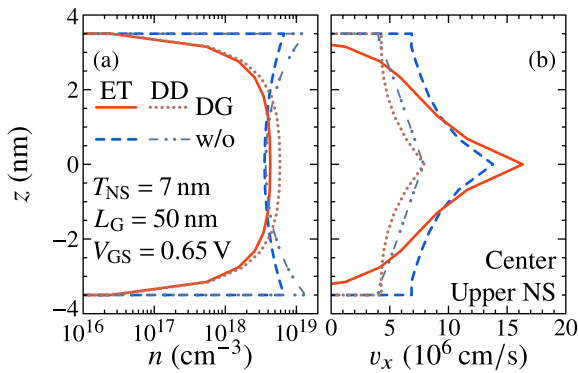 (a)
(b)
ET DD
DG
w/o
T_NS = 7 nm
L_G = 50 nm
V_GS = 0.65 V
Center
Upper NS
z (nm)
4
2
0
−2
−4
10^16 10^17 10^18 10^19
0 5 10 15 20
n (cm^−3)
v_x (10^6 cm/s)